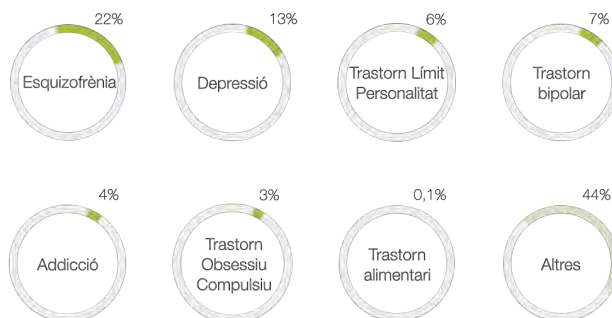 22%
Esquizofrènia
13%
Depressió
6%
Trastorn Límit
Personalitat
7%
Trastorn
bipolar
4%
Addicció
3%
Trastorn
Obsessiu
Compulsiu
0,1%
Trastorn
alimentari
44%
Altres